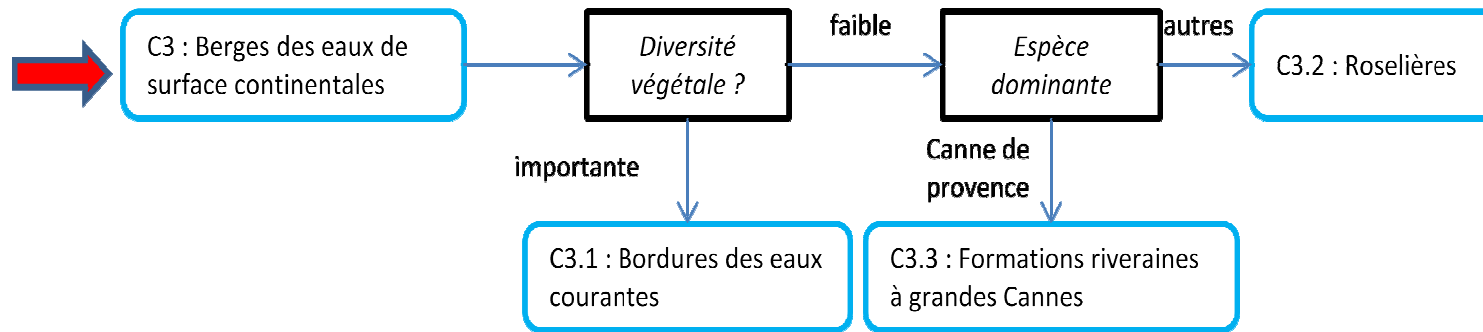 C3 : Berges des eaux de
surface continentales
Diversité
végétale ?
faible
Espèce
dominante
autres
C3.2 : Roselières
importante
Canne de
provence
C3.1 : Bordures des eaux
courantes
C3.3 : Formations riveraines
à grandes Cannes